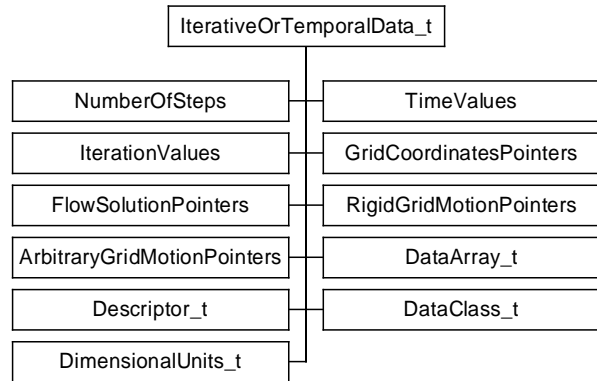 IterativeOrTemporalData_t
NumberOfSteps
TimeValues
IterationValues
GridCoordinatesPointers
FlowSolutionPointers
RigidGridMotionPointers
ArbitraryGridMotionPointers
DataArray_t
Descriptor_t
DataClass_t
DimensionalUnits_t